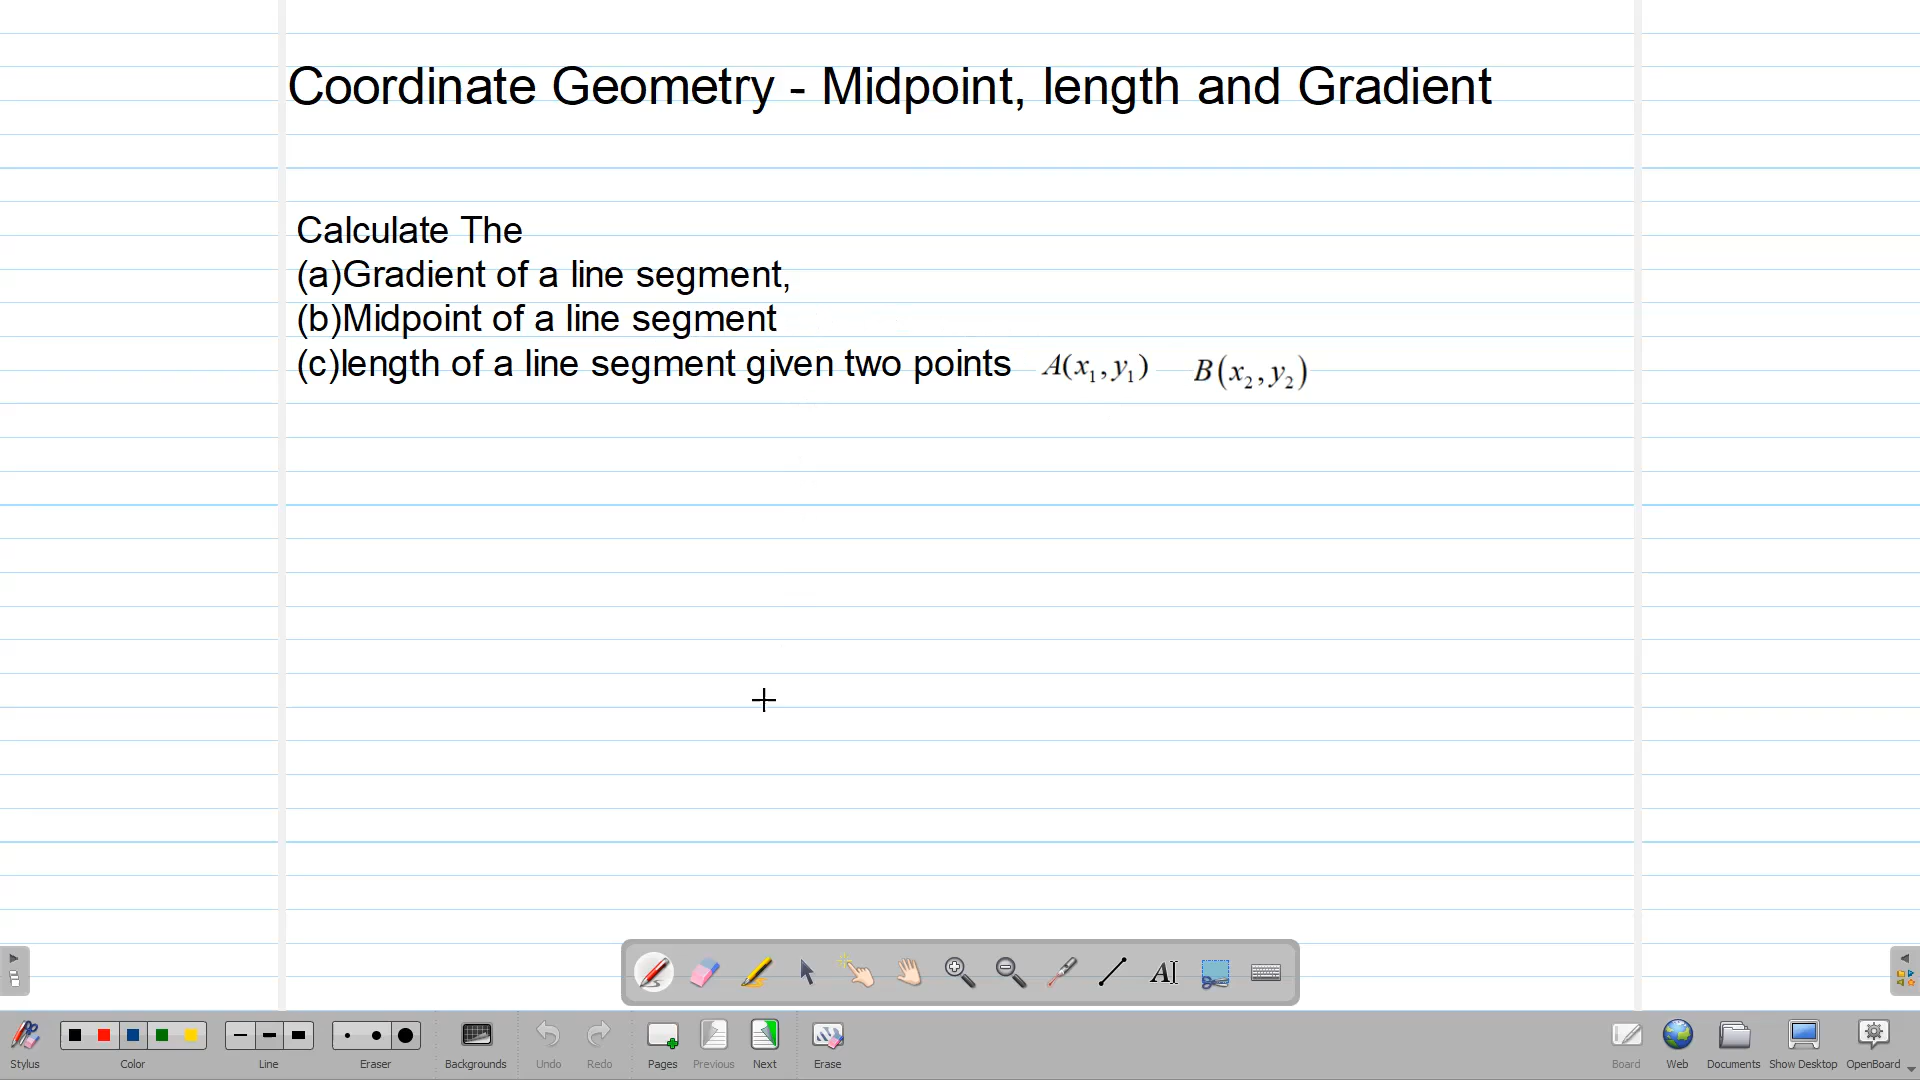 Coordinate Geometry - Midpoint, length and Gradient
Calculate The
(a)Gradient of a line segment,
(b)Midpoint of a line segment
(c)length of a line segment given two points A(x₁,y₁) B(x₂,y₂)
AI
Stylus Color Line Eraser Backgrounds Undo Redo Pages Previous Next Erase Board Web Documents Show Desktop OpenBoard